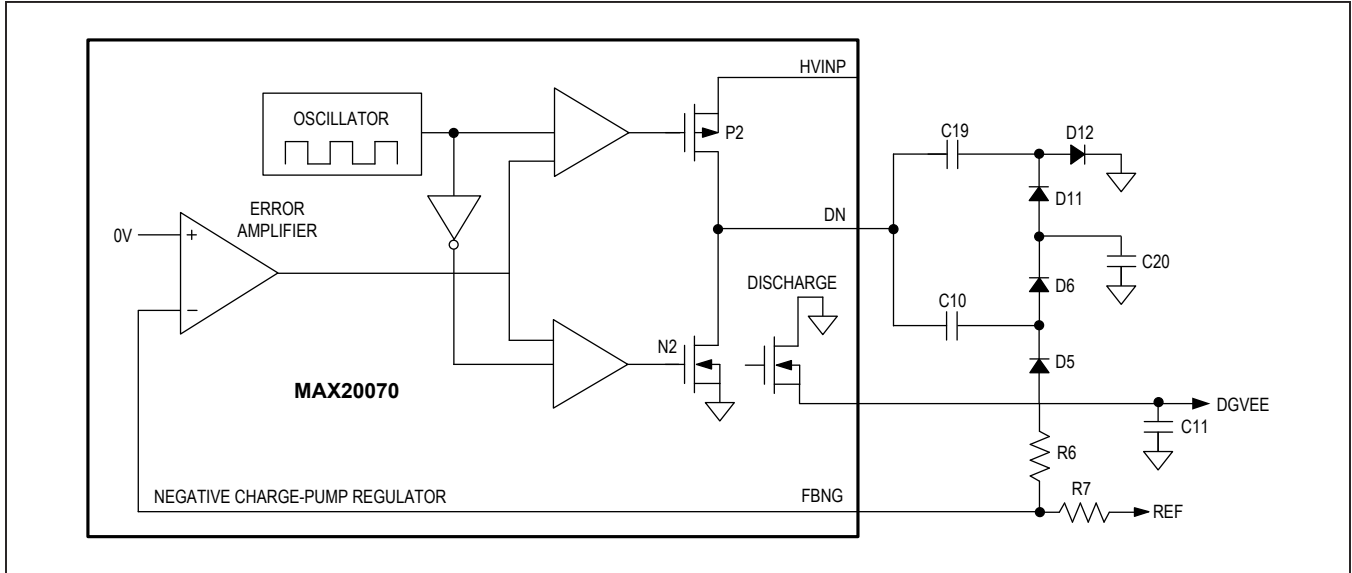 HVINP
OSCILLATOR
P2
C19
D12
D11
ERROR
AMPLIFIER
0V
+
−
DN
C20
DISCHARGE
D6
C10
N2
D5
MAX20070
DGVEE
C11
R6
NEGATIVE CHARGE-PUMP REGULATOR
FBNG
R7
REF